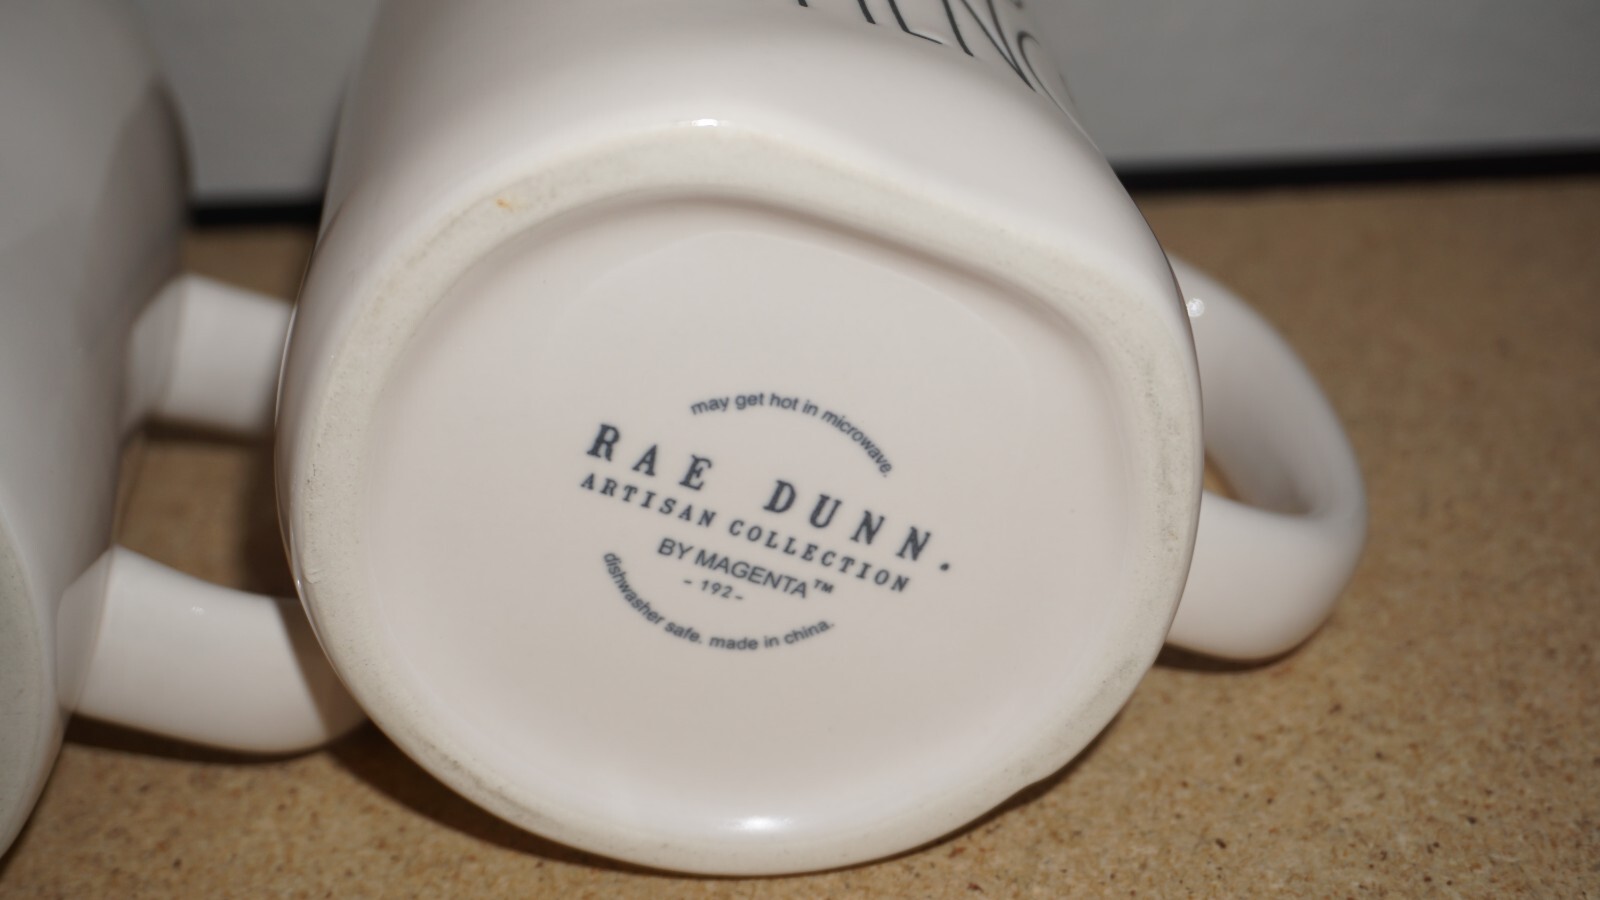 may get hot in microwave.
RAE DUNN.
ARTISAN COLLECTION
BY MAGENTA™
- 192 -
dishwasher safe. made in china.